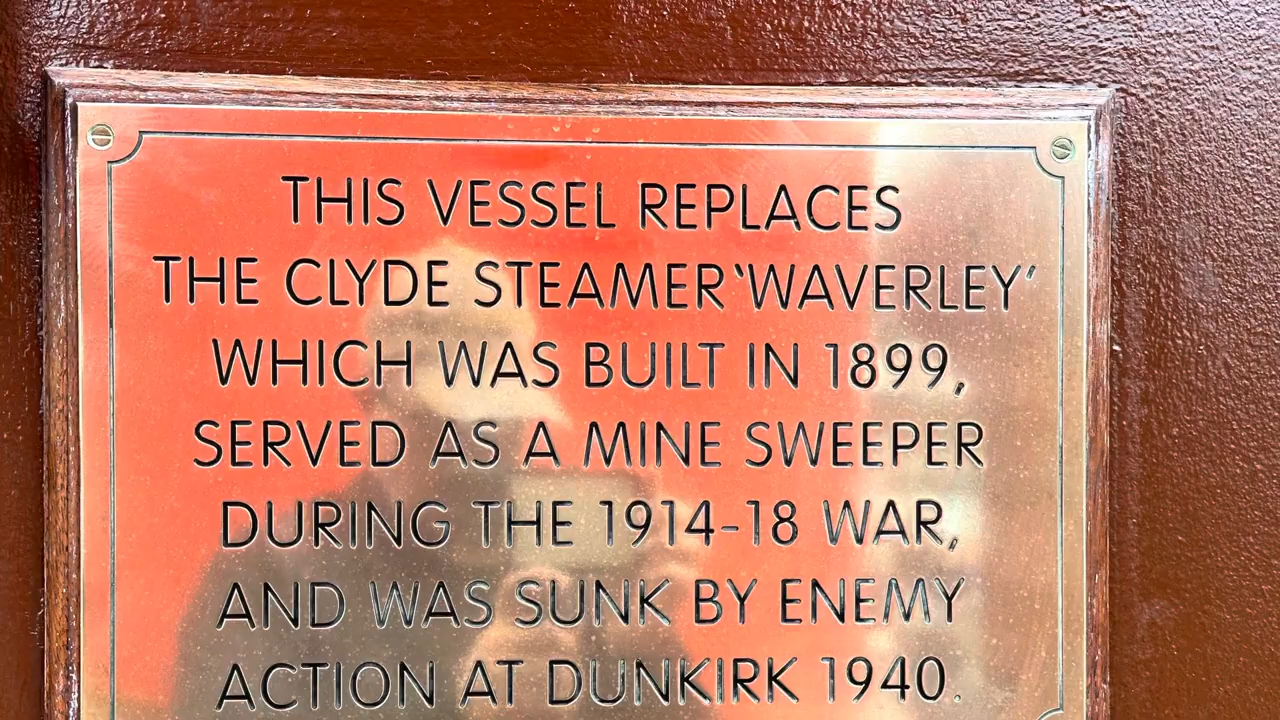 THIS VESSEL REPLACES
THE CLYDE STEAMER ‘WAVERLEY’
WHICH WAS BUILT IN 1899,
SERVED AS A MINE SWEEPER
DURING THE 1914-18 WAR,
AND WAS SUNK BY ENEMY
ACTION AT DUNKIRK 1940.